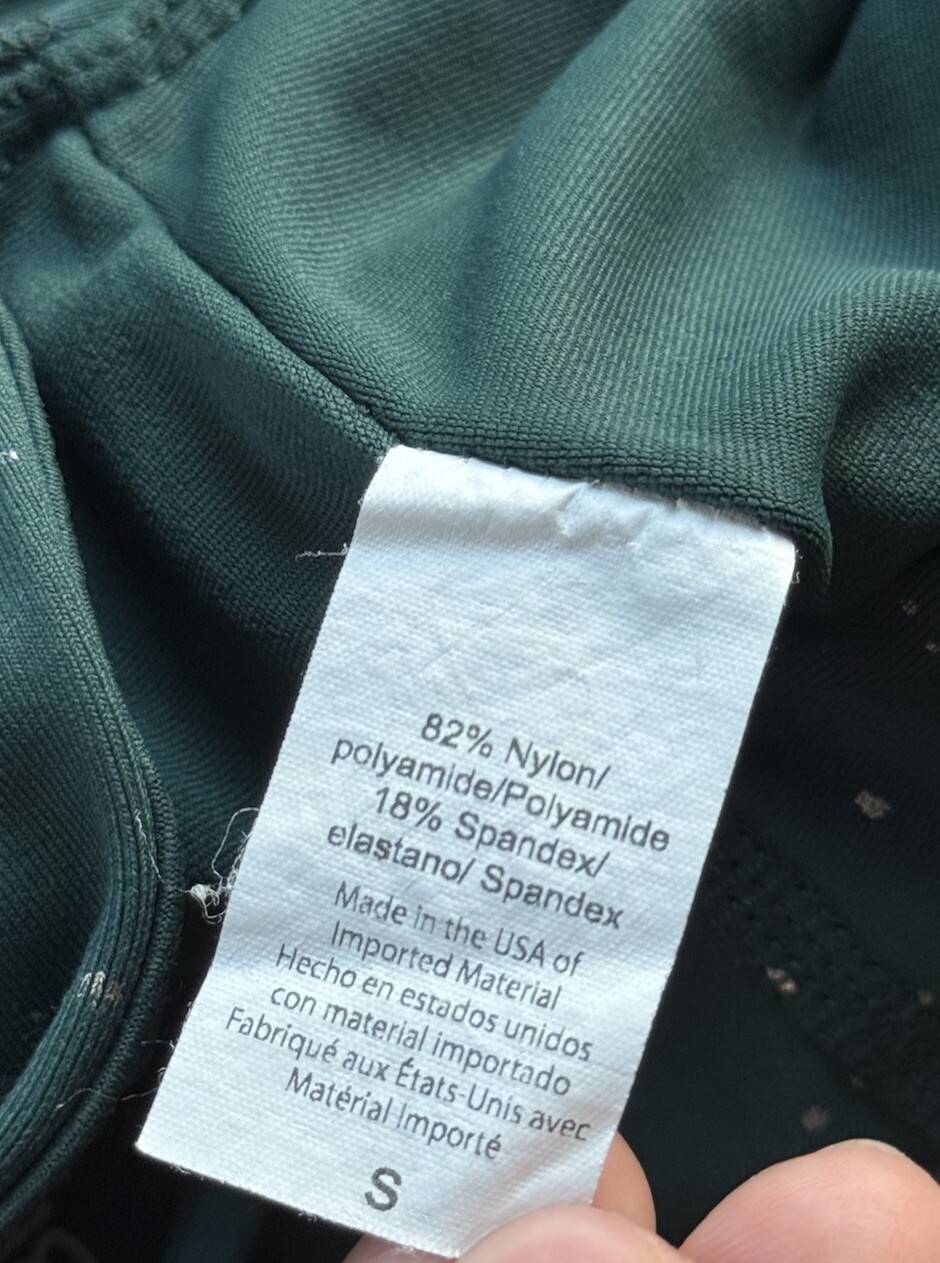 82% Nylon/
polyamide/Polyamide
18% Spandex/
elastano/ Spandex
Made in the USA of
Imported Material
Hecho en estados unidos
con material importado
Fabriqué aux États-Unis avec
Matérial Importé
S